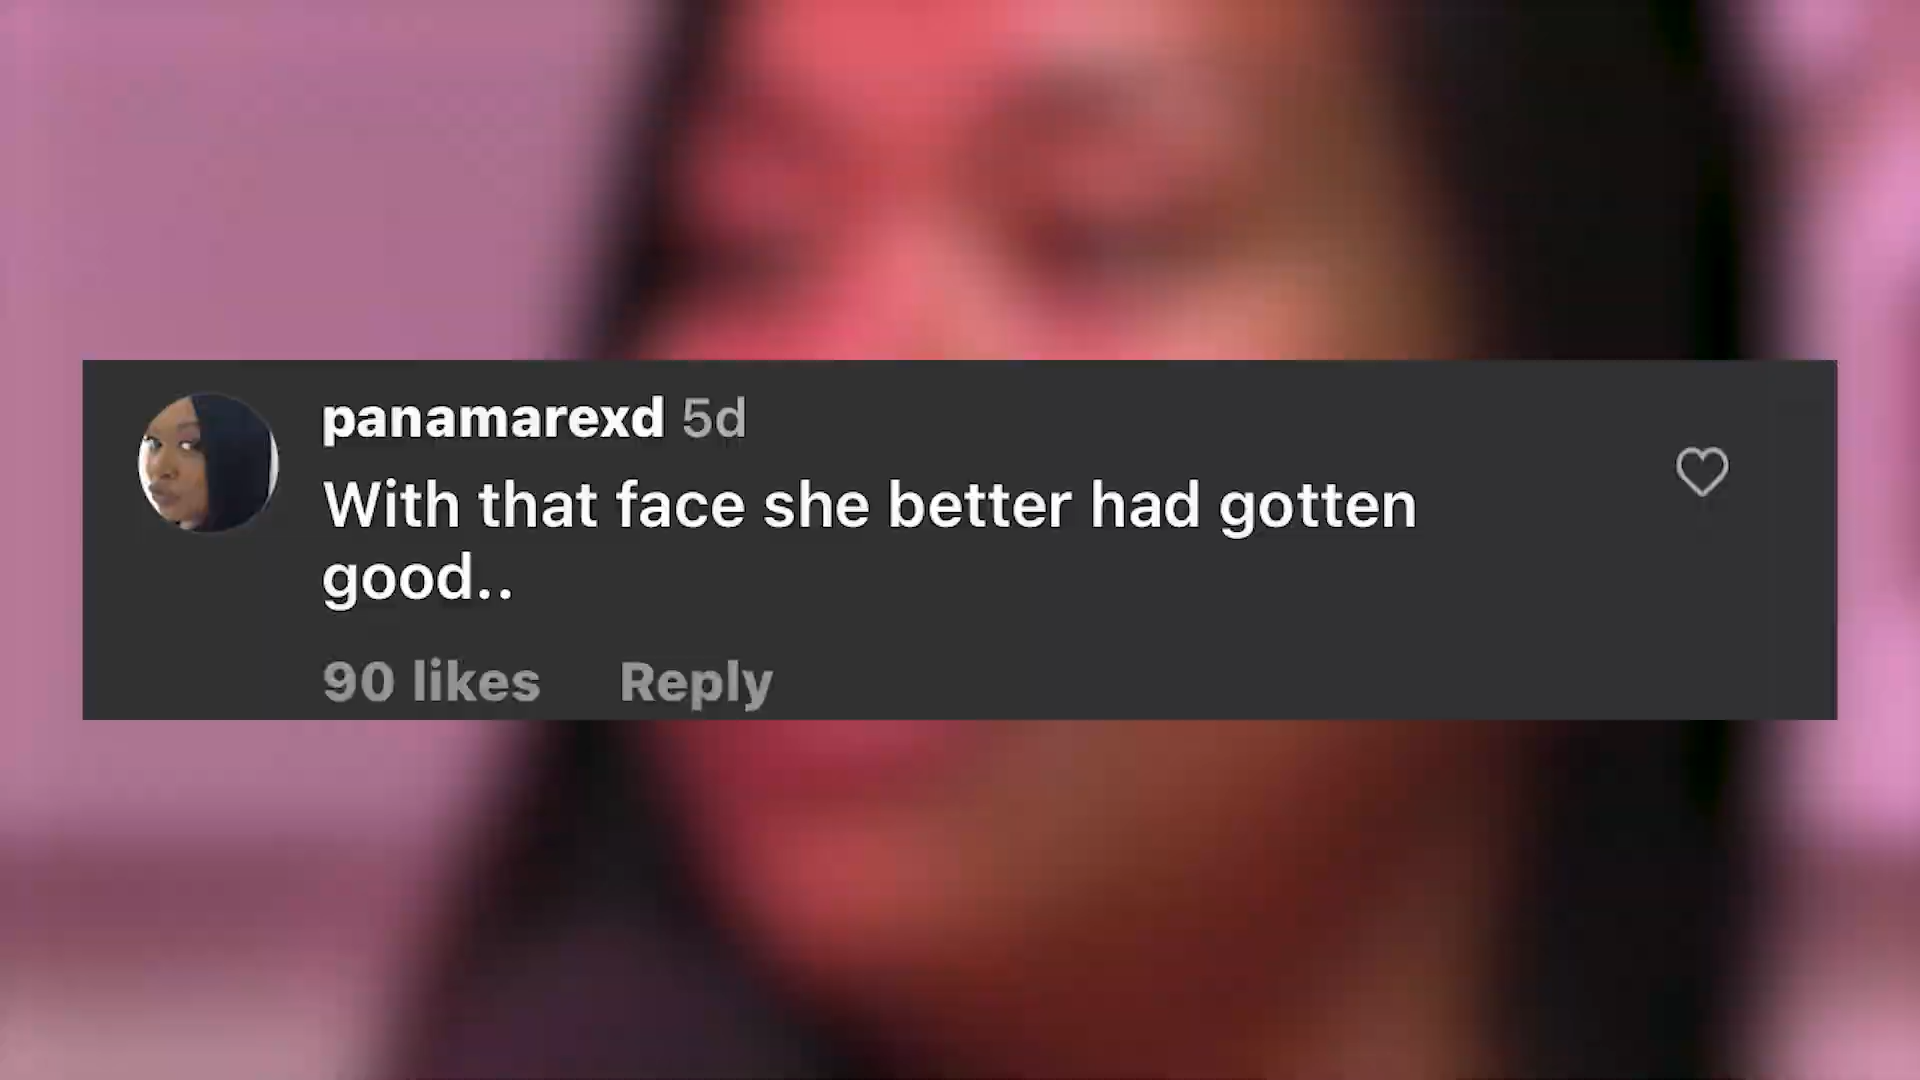 panamarexd 5d
With that face she better had gotten
good..
90 likes Reply